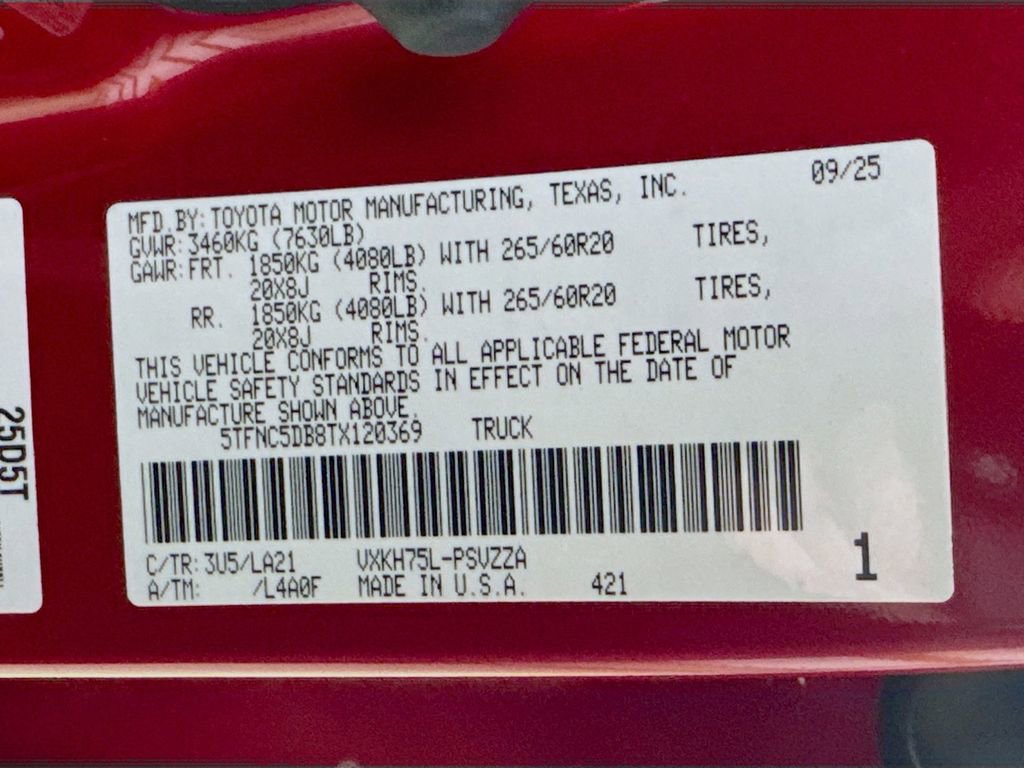 MFD.BY: TOYOTA MOTOR MANUFACTURING, TEXAS, INC. 09/25
GVWR: 3460KG (7630LB)
GAWR: FRT. 1850KG (4080LB) WITH 265/60R20 TIRES,
20X8J RIMS.
RR. 1850KG (4080LB) WITH 265/60R20 TIRES,
20X8J RIMS.
THIS VEHICLE CONFORMS TO ALL APPLICABLE FEDERAL MOTOR
VEHICLE SAFETY STANDARDS IN EFFECT ON THE DATE OF
MANUFACTURE SHOWN ABOVE.
5TFNC5DB8TX120369 TRUCK
C/TR: 3U5/LA21 VXKH75L-PSVZZA
A/TM: /L4A0F MADE IN U.S.A. 421
1
25D5T